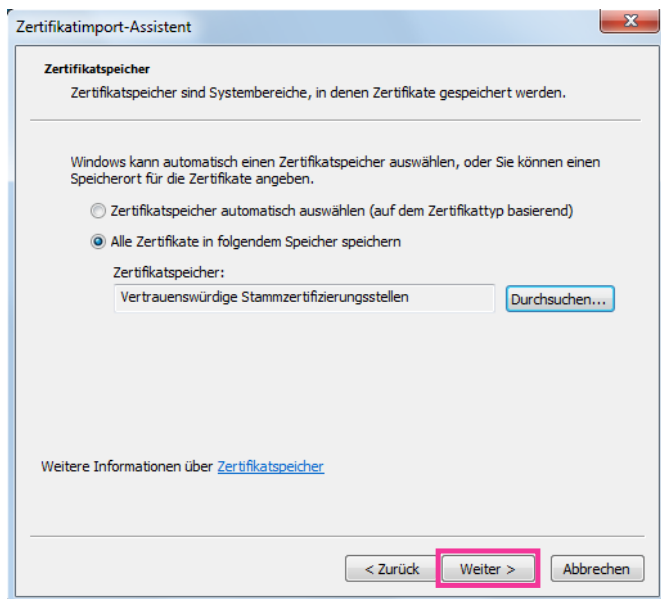 Zertifikatimport-Assistent
Zertifikatspeicher
Zertifikatspeicher sind Systembereiche, in denen Zertifikate gespeichert werden.
Windows kann automatisch einen Zertifikatspeicher auswählen, oder Sie können einen
Speicherort für die Zertifikate angeben.
Zertifikatspeicher automatisch auswählen (auf dem Zertifikattyp basierend)
Alle Zertifikate in folgendem Speicher speichern
Zertifikatspeicher:
Vertrauenswürdige Stammzertifizierungsstellen
Durchsuchen...
Weitere Informationen über Zertifikatspeicher
< Zurück Weiter > Abbrechen